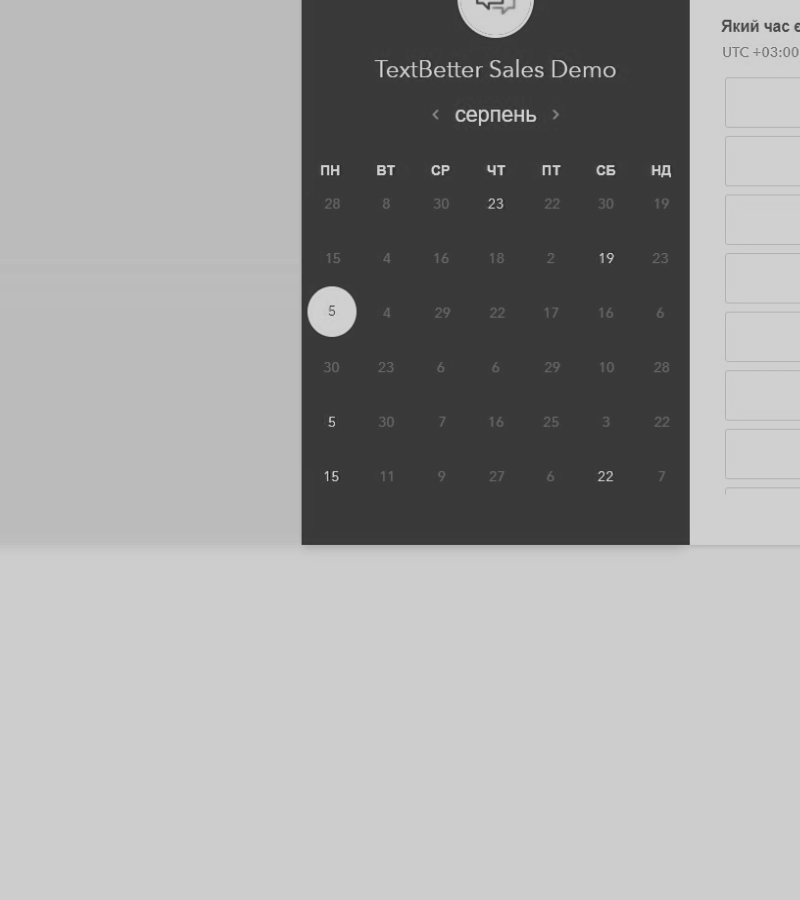 TextBetter Sales Demo
серпень
ПН ВТ СР ЧТ ПТ СБ НД
28 8 30 23 22 30 19
15 4 16 18 2 19 23
5 4 29 22 17 16 6
30 23 6 6 29 10 28
5 30 7 16 25 3 22
15 11 9 27 6 22 7
Який час є
UTC +03:00